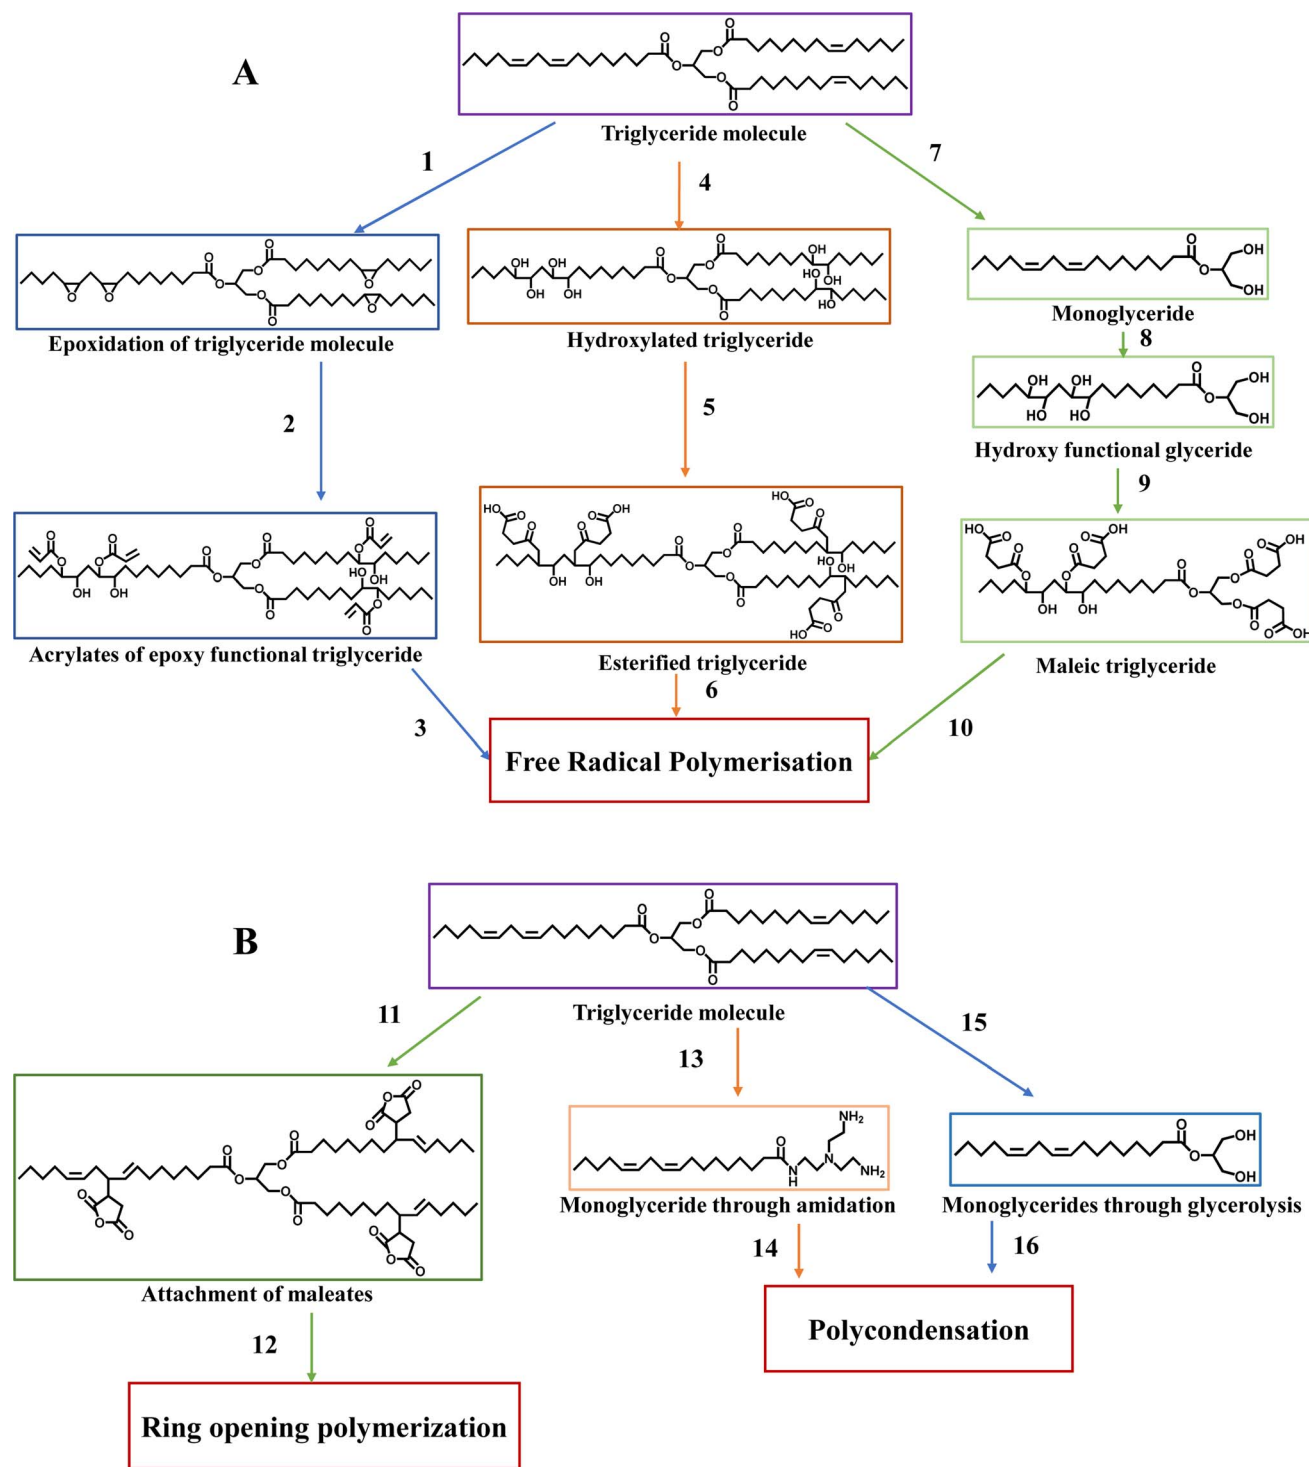 A
Triglyceride molecule
1
4
7
Epoxidation of triglyceride molecule
Hydroxylated triglyceride
Monoglyceride
8
Hydroxy functional glyceride
2
5
9
Acrylates of epoxy functional triglyceride
Esterified triglyceride
Maleic triglyceride
3
6
10
Free Radical Polymerisation
B
Triglyceride molecule
11
13
15
Attachment of maleates
Monoglyceride through amidation
Monoglycerides through glycerolysis
12
14
16
Polycondensation
Ring opening polymerization